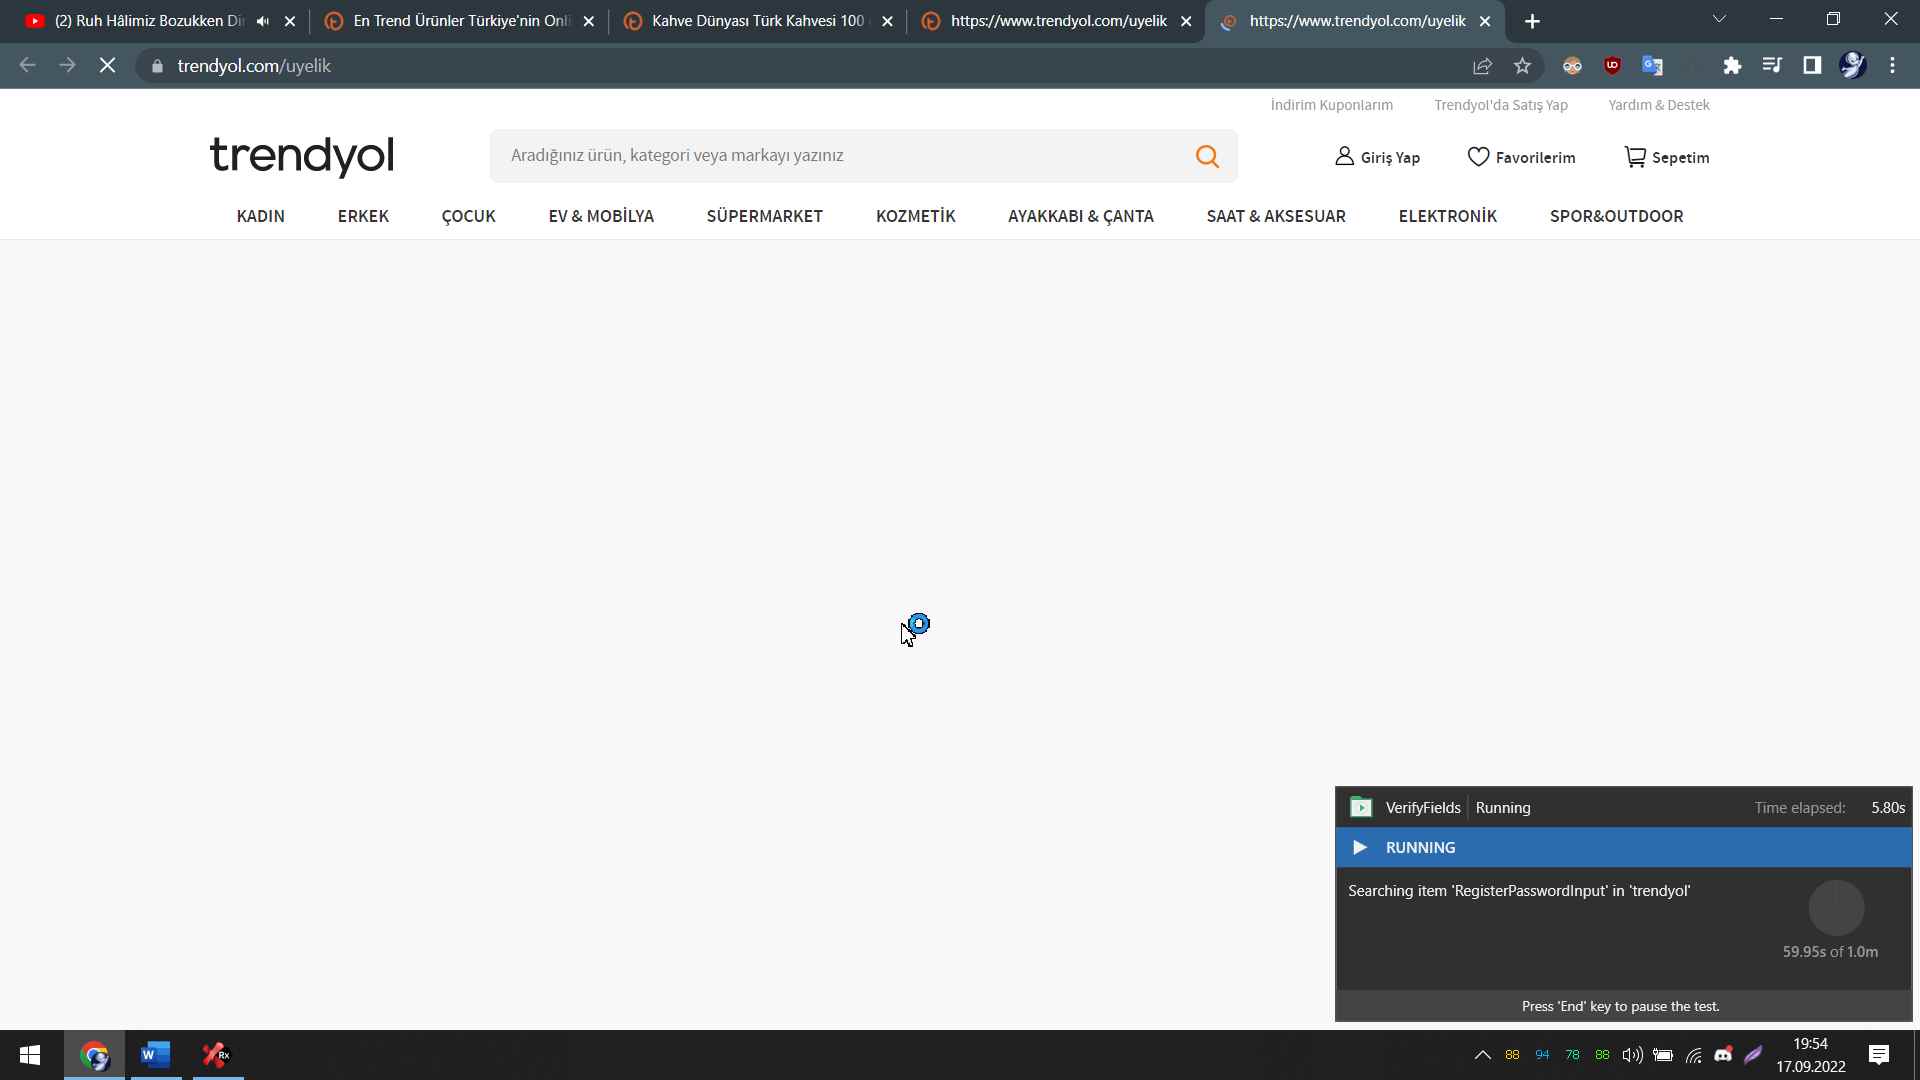 (2) Ruh Hâlimiz Bozukken Di
En Trend Ürünler Türkiye'nin Onli
Kahve Dünyası Türk Kahvesi 100
https://www.trendyol.com/uyelik
https://www.trendyol.com/uyelik
trendyol.com/uyelik
İndirim Kuponlarım
Trendyol'da Satış Yap
Yardım & Destek
trendyol
Aradığınız ürün, kategori veya markayı yazınız
Giriş Yap
Favorilerim
Sepetim
KADIN ERKEK ÇOCUK EV & MOBİLYA SÜPERMARKET KOZMETİK AYAKKABI & ÇANTA SAAT & AKSESUAR ELEKTRONİK SPOR&OUTDOOR
VerifyFields Running Time elapsed: 5.80s
RUNNING
Searching item 'RegisterPasswordInput' in 'trendyol'
59.95s of 1.0m
Press 'End' key to pause the test.
W
Rx
88 94 78 88
19:54
17.09.2022